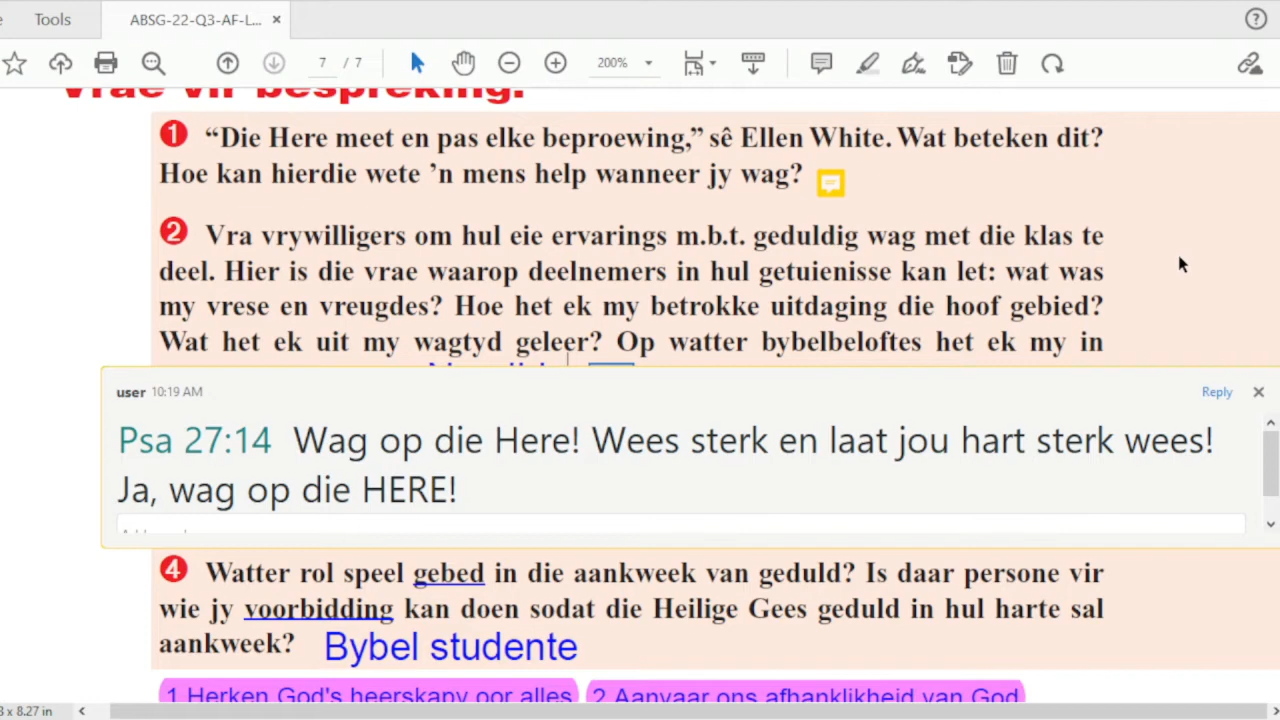 Tools
ABSG-22-Q3-AF-L... ×
7 / 7
200%
Vrae vir bespreking:
1 “Die Here meet en pas elke beproewing,” sê Ellen White. Wat beteken dit?
Hoe kan hierdie wete ’n mens help wanneer jy wag?
2 Vra vrywilligers om hul eie ervarings m.b.t. geduldig wag met die klas te
deel. Hier is die vrae waarop deelnemers in hul getuienisse kan let: wat was
my vrese en vreugdes? Hoe het ek my betrokke uitdaging die hoof gebied?
Wat het ek uit my wagtyd geleer? Op watter bybelbeloftes het ek my in
user 10:19 AM
Reply
Psa 27:14 Wag op die Here! Wees sterk en laat jou hart sterk wees!
Ja, wag op die HERE!
4 Watter rol speel gebed in die aankweek van geduld? Is daar persone vir
wie jy voorbidding kan doen sodat die Heilige Gees geduld in hul harte sal
aankweek? Bybel studente
1 Herken God's heerskapy oor alles 2 Aanvaar ons afhanklikheid van God
x 8.27 in